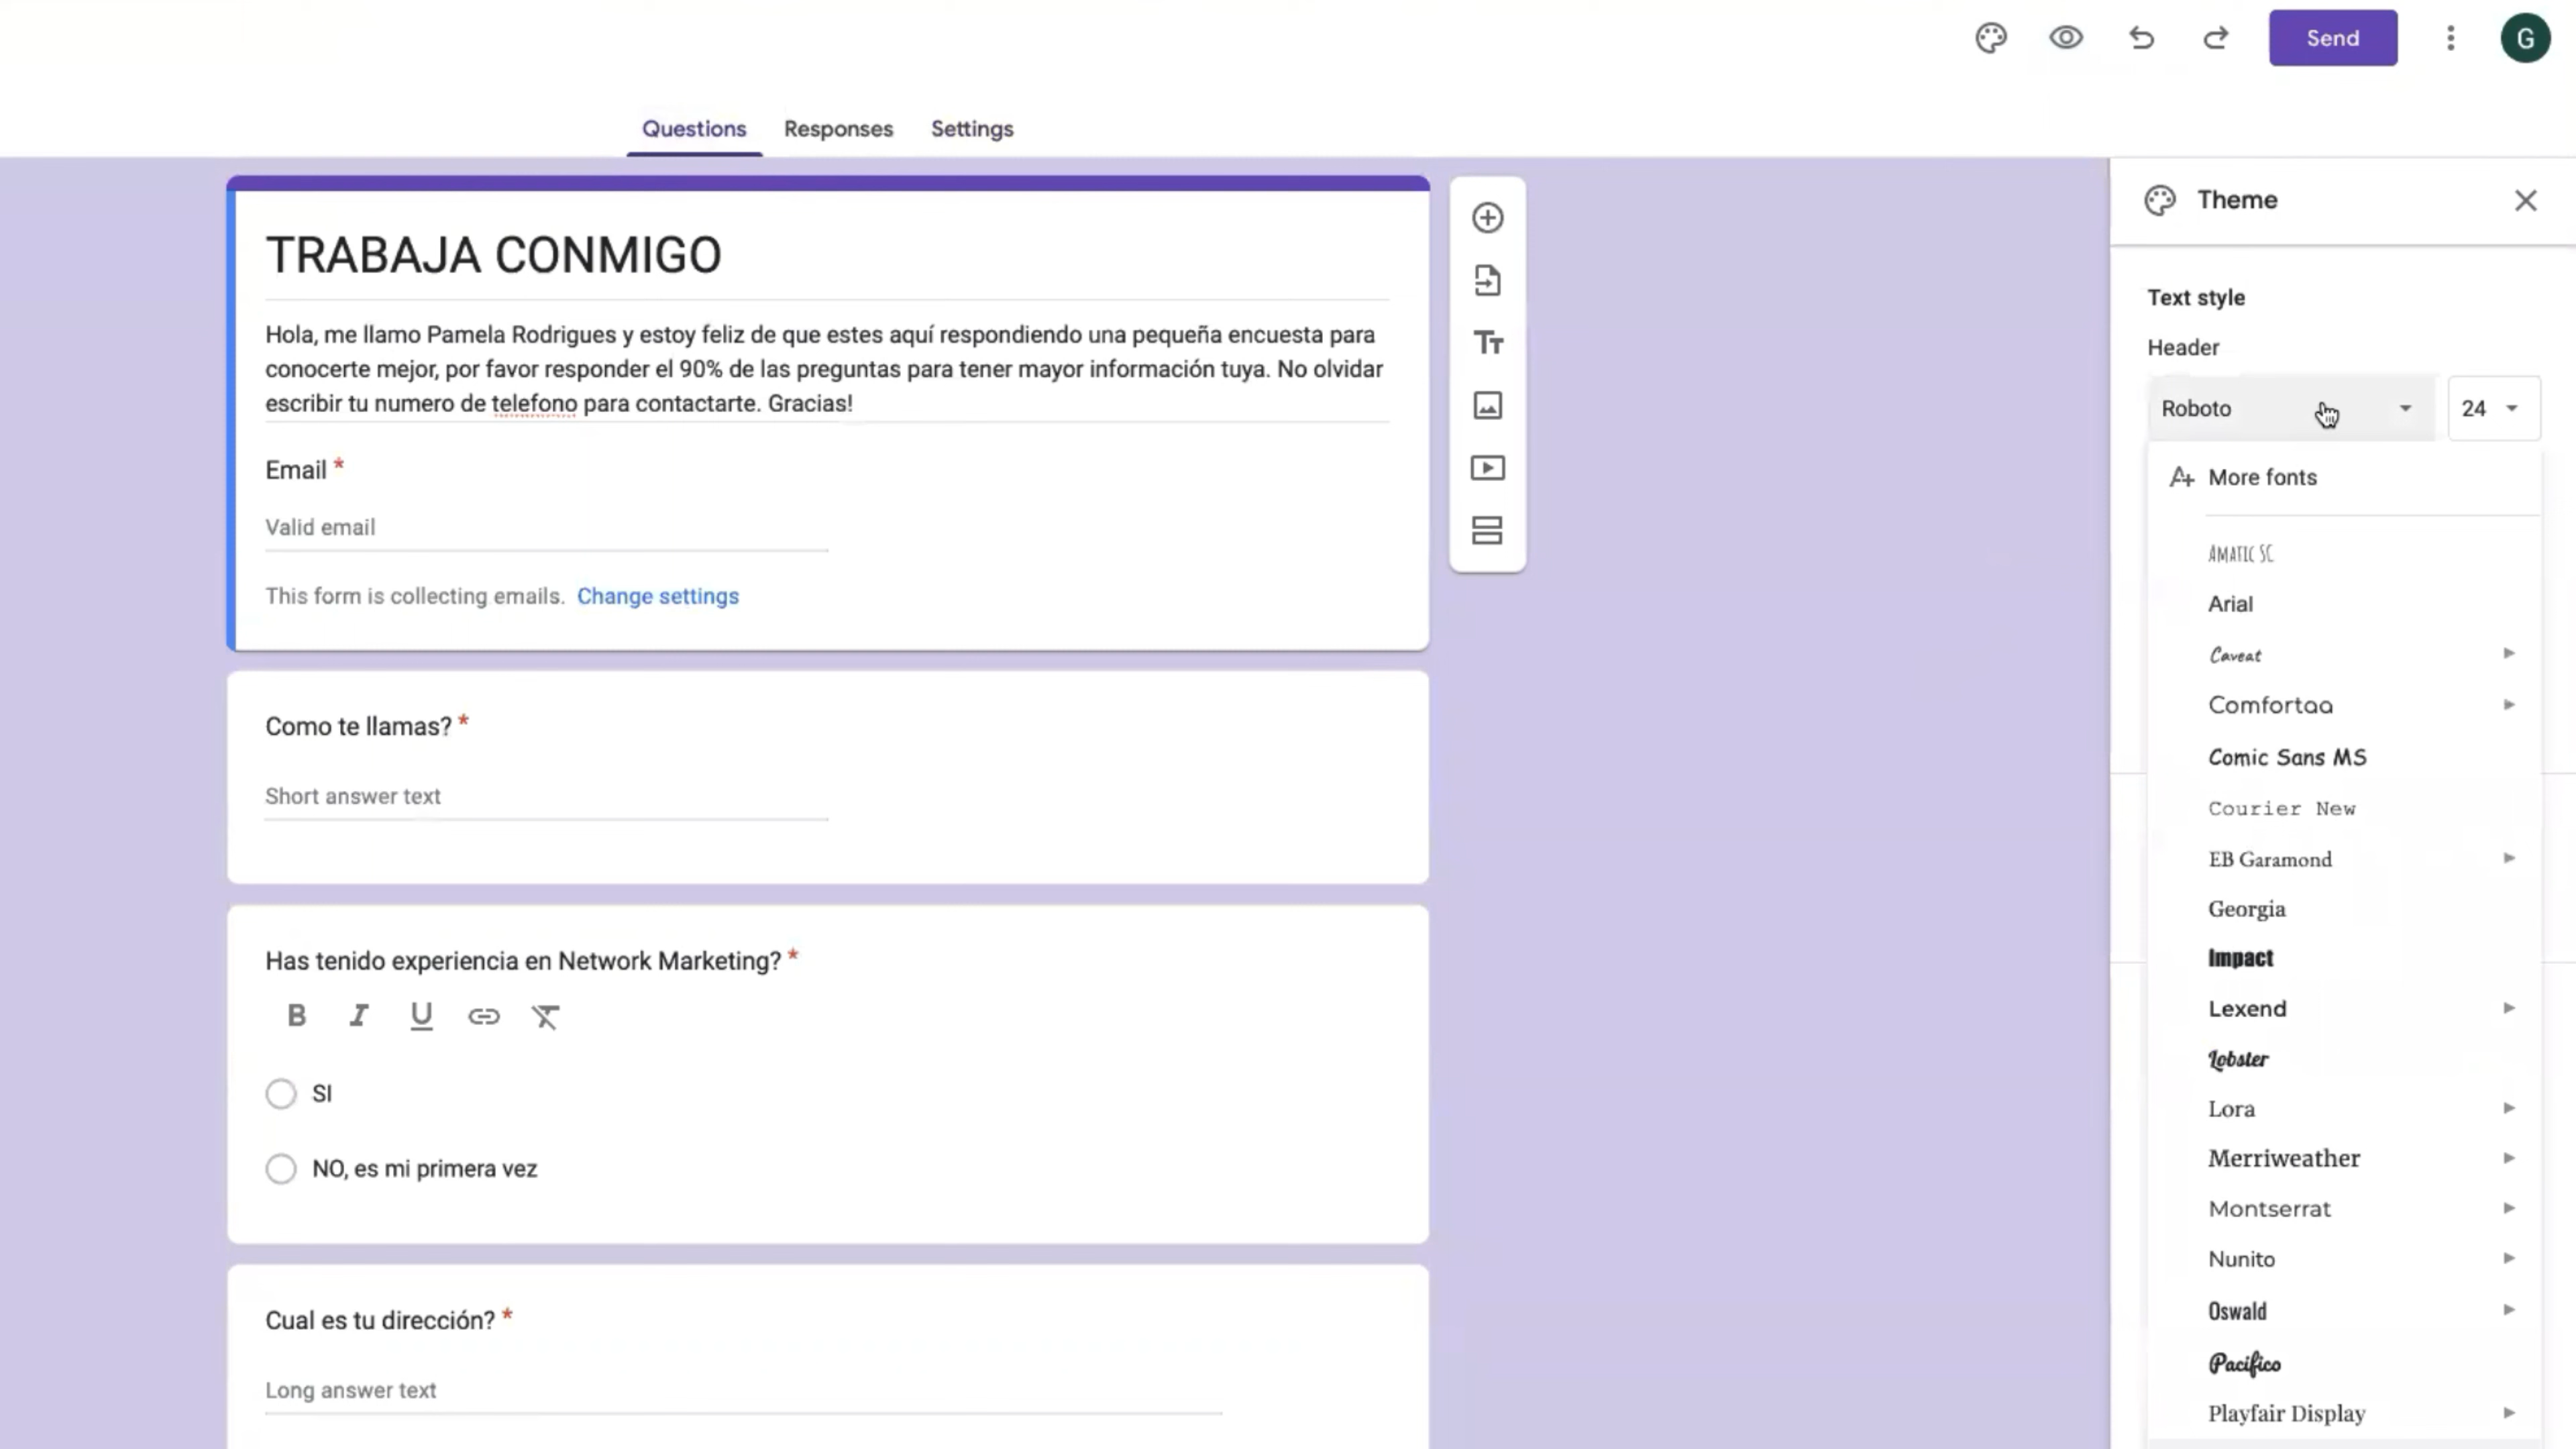 Send
G
Questions Responses Settings
TRABAJA CONMIGO
Hola, me llamo Pamela Rodrigues y estoy feliz de que estes aquí respondiendo una pequeña encuesta para
conocerte mejor, por favor responder el 90% de las preguntas para tener mayor información tuya. No olvidar
escribir tu numero de telefono para contactarte. Gracias!
Email *
Valid email
This form is collecting emails. Change settings
Como te llamas? *
Short answer text
Has tenido experiencia en Network Marketing? *
B I U
SI
NO, es mi primera vez
Cual es tu dirección? *
Long answer text
Tt
Theme
Text style
Header
Roboto 24
More fonts
Amatic SC
Arial
Caveat
Comfortaa
Comic Sans MS
Courier New
EB Garamond
Georgia
Impact
Lexend
Lobster
Lora
Merriweather
Montserrat
Nunito
Oswald
Pacifico
Playfair Display